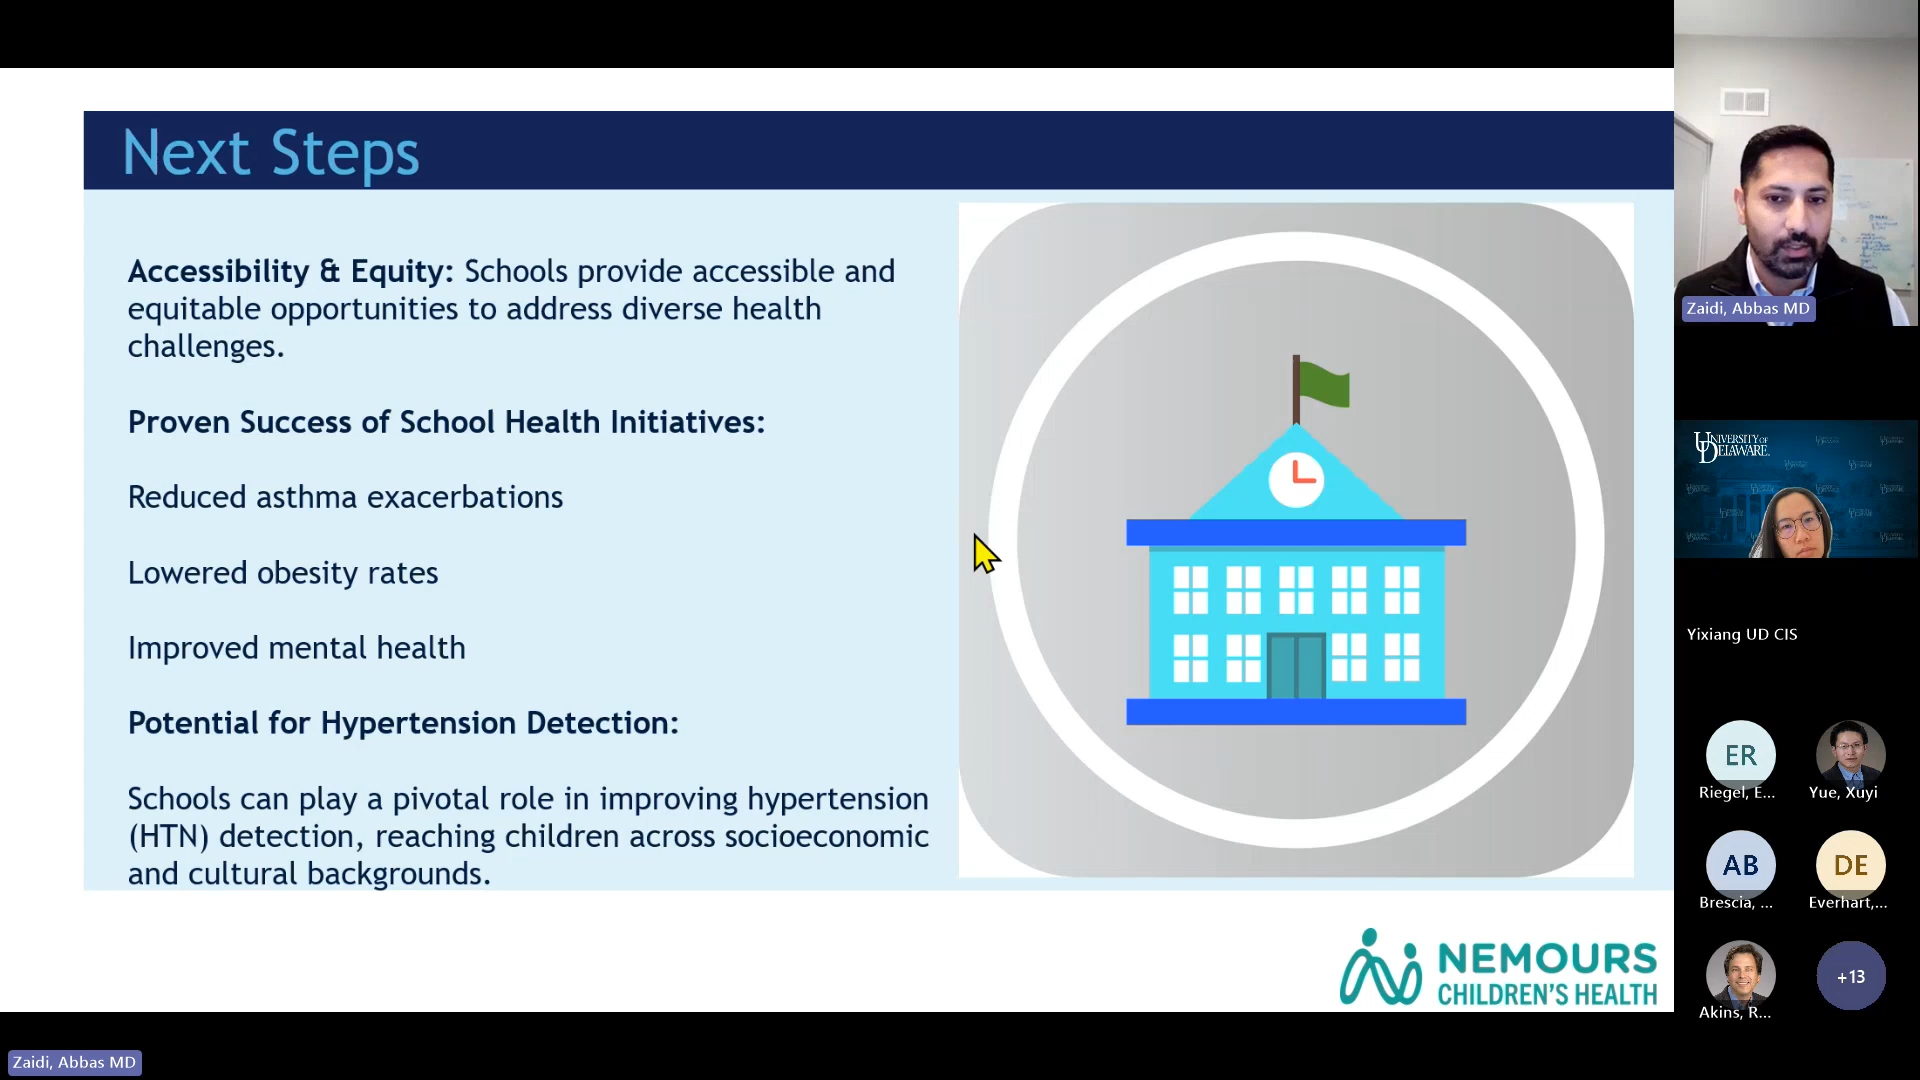 Next Steps
Accessibility & Equity: Schools provide accessible and
equitable opportunities to address diverse health
challenges.
Proven Success of School Health Initiatives:
Reduced asthma exacerbations
Lowered obesity rates
Improved mental health
Potential for Hypertension Detection:
Schools can play a pivotal role in improving hypertension
(HTN) detection, reaching children across socioeconomic
and cultural backgrounds.
NEMOURS
CHILDREN'S HEALTH
Zaidi, Abbas MD
Zaidi, Abbas MD
UNIVERSITY OF
DELAWARE
Yixiang UD CIS
ER
Riegel, E...
Yue, Xuyi
AB
Brescia, ...
DE
Everhart,...
Akins, R...
+13